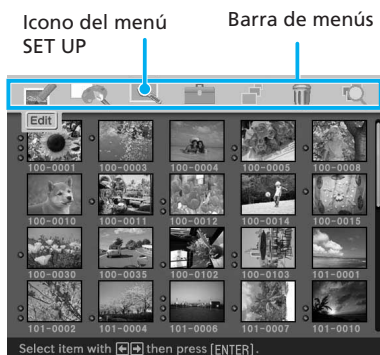 Icono del menú
SET UP
Barra de menús
Edit
100-0001 100-0003 100-0004 100-0005 100-0008
100-0010 100-0011 100-0012 100-0014 100-0015
100-0030 100-0035 100-0102 100-0103 101-0001
101-0002 101-0004 101-0006 101-0007 101-0010
Select item with then press [ENTER].